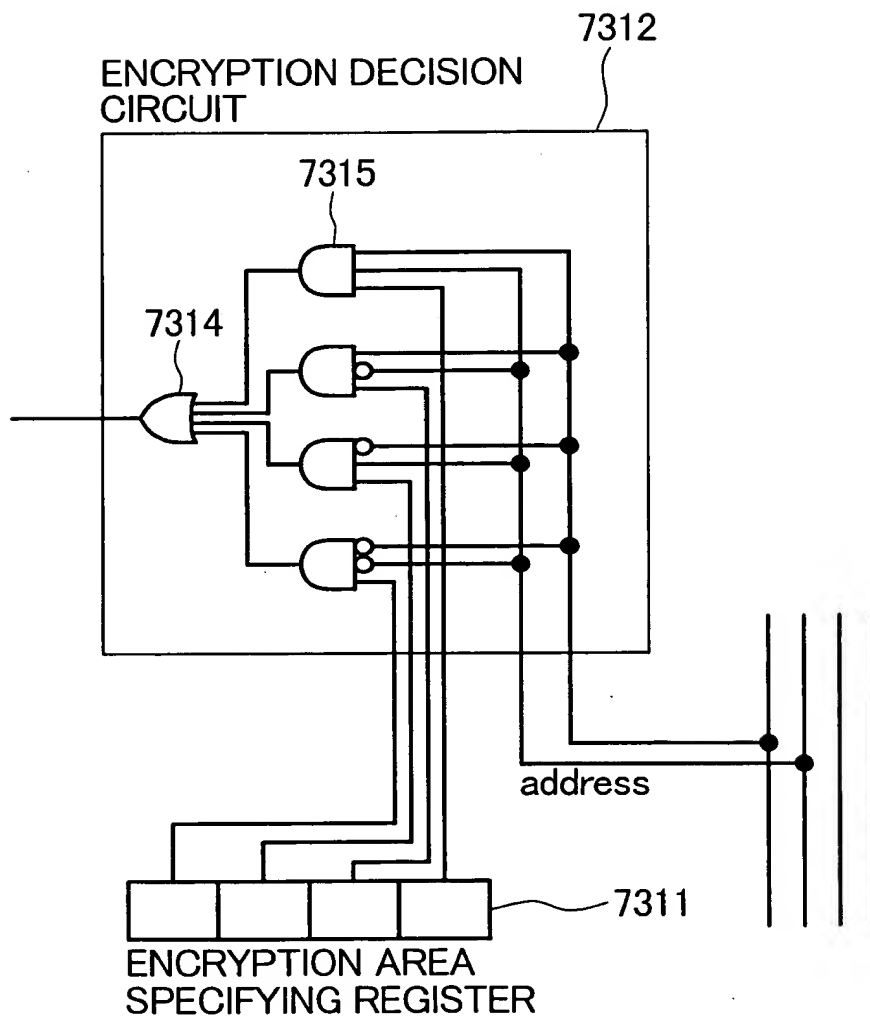 7312
ENCRYPTION DECISION
CIRCUIT
7315
7314
address
7311
ENCRYPTION AREA
SPECIFYING REGISTER